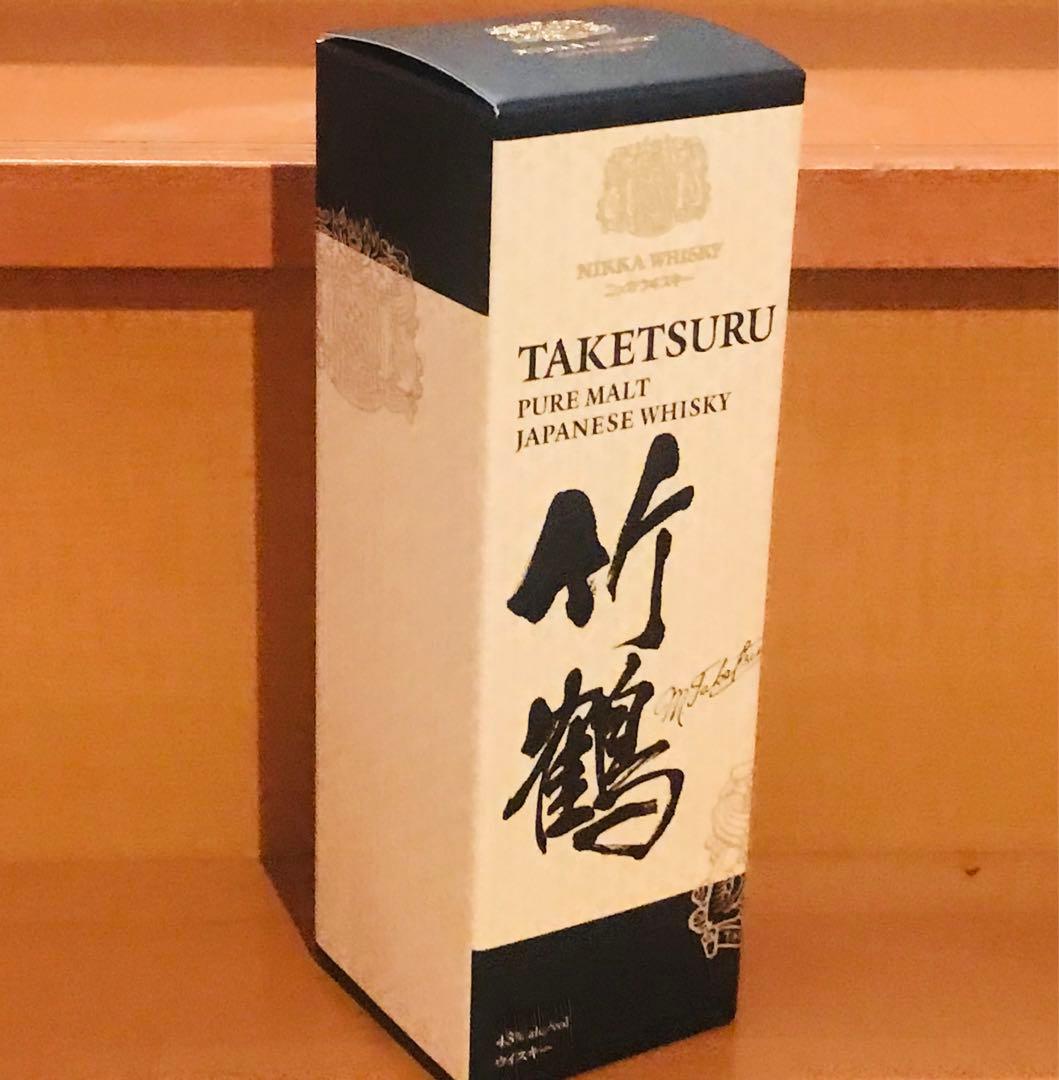 NIKKA WHISKY
ニッカウイスキー
TAKETSURU
PURE MALT
JAPANESE WHISKY
竹鶴
43% alc/vol
ウイスキー